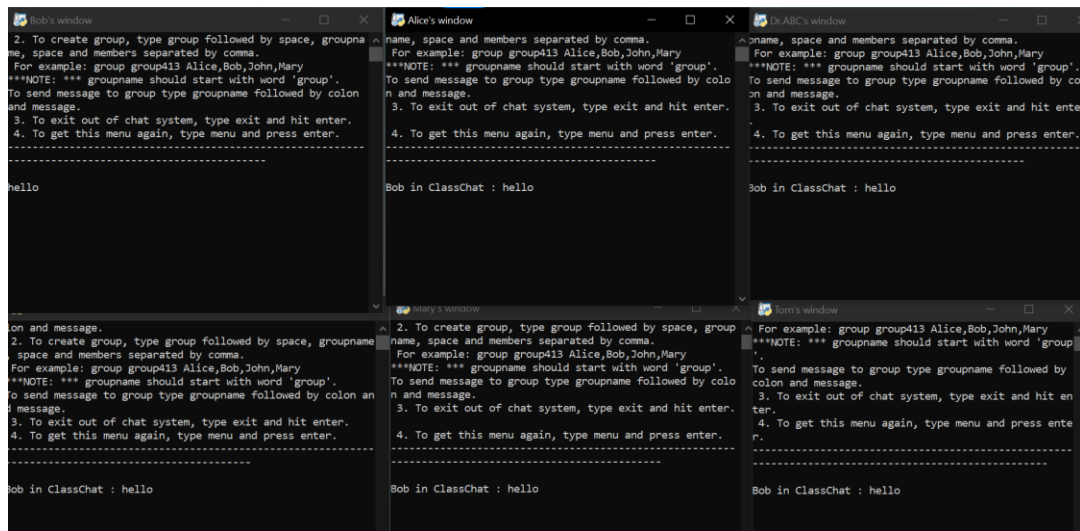 Bob's window
2. To create group, type group followed by space, groupna
me, space and members separated by comma.
For example: group group413 Alice,Bob,John,Mary
***NOTE: *** groupname should start with word 'group'.
To send message to group type groupname followed by colon
and message.
3. To exit out of chat system, type exit and hit enter.
4. To get this menu again, type menu and press enter.
hello
Alice's window
name, space and members separated by comma.
For example: group group413 Alice,Bob,John,Mary
***NOTE: *** groupname should start with word 'group'.
To send message to group type groupname followed by colo
n and message.
3. To exit out of chat system, type exit and hit enter.
4. To get this menu again, type menu and press enter.
Bob in ClassChat : hello
Dr.ABC's window
pname, space and members separated by comma.
For example: group group413 Alice,Bob,John,Mary
***NOTE: *** groupname should start with word 'group'.
To send message to group type groupname followed by co
on and message.
3. To exit out of chat system, type exit and hit ente
.
4. To get this menu again, type menu and press enter.
Bob in ClassChat : hello
lon and message.
2. To create group, type group followed by space, groupname
, space and members separated by comma.
For example: group group413 Alice,Bob,John,Mary
***NOTE: *** groupname should start with word 'group'.
To send message to group type groupname followed by colon an
d message.
3. To exit out of chat system, type exit and hit enter.
4. To get this menu again, type menu and press enter.
Bob in ClassChat : hello
Mary's window
2. To create group, type group followed by space, group
name, space and members separated by comma.
For example: group group413 Alice,Bob,John,Mary
***NOTE: *** groupname should start with word 'group'.
To send message to group type groupname followed by colo
n and message.
3. To exit out of chat system, type exit and hit enter.
4. To get this menu again, type menu and press enter.
Bob in ClassChat : hello
Tom's window
For example: group group413 Alice,Bob,John,Mary
***NOTE: *** groupname should start with word 'group
'.
To send message to group type groupname followed by
colon and message.
3. To exit out of chat system, type exit and hit en
ter.
4. To get this menu again, type menu and press ente
r.
Bob in ClassChat : hello